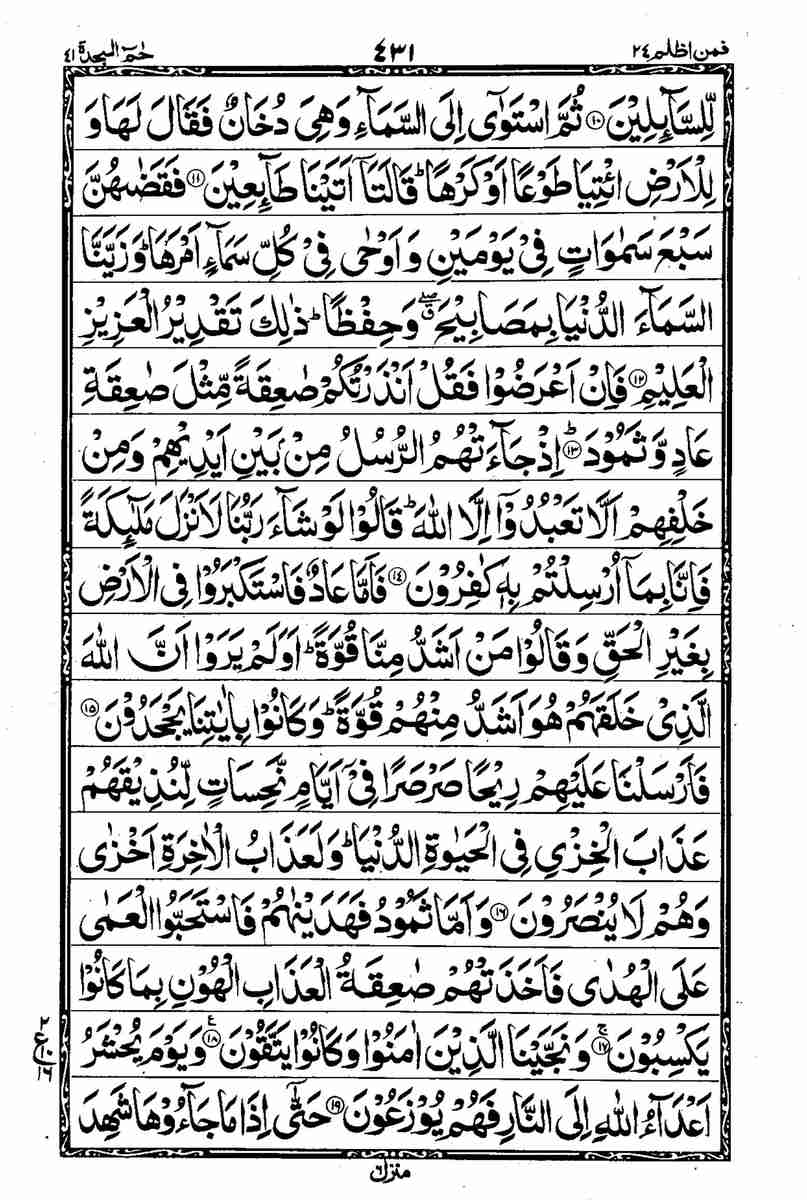 فمن اظلم ٢٤
٤٣١
حٰمٓ السجدة ٤١
لِّلسَّآئِلِيْنَ ۝١٠ ثُمَّ اسْتَوٰٓى اِلَى السَّمَآءِ وَهِيَ دُخَانٌ فَقَالَ لَهَا وَ
لِلْاَرْضِ ائْتِيَا طَوْعًا اَوْ كَرْهًا ؕ قَالَتَآ اَتَيْنَا طَآئِعِيْنَ ۝١١ فَقَضٰىهُنَّ
سَبْعَ سَمٰوَاتٍ فِيْ يَوْمَيْنِ وَ اَوْحٰى فِيْ كُلِّ سَمَآءٍ اَمْرَهَا ؕ وَ زَيَّنَّا
السَّمَآءَ الدُّنْيَا بِمَصَابِيْحَ ۖۗ وَ حِفْظًا ؕ ذٰلِكَ تَقْدِيْرُ الْعَزِيْزِ
الْعَلِيْمِ ۝١٢ فَاِنْ اَعْرَضُوْا فَقُلْ اَنْذَرْتُكُمْ صٰعِقَةً مِّثْلَ صٰعِقَةِ
عَادٍ وَّ ثَمُوْدَ ۝١٣ؕ اِذْ جَآءَتْهُمُ الرُّسُلُ مِنْ بَيْنِ اَيْدِيْهِمْ وَمِنْ
خَلْفِهِمْ اَلَّا تَعْبُدُوْٓا اِلَّا اللّٰهَ ؕ قَالُوْا لَوْ شَآءَ رَبُّنَا لَاَنْزَلَ مَلٰٓئِكَةً
فَاِنَّا بِمَآ اُرْسِلْتُمْ بِهٖ كٰفِرُوْنَ ۝١٤ فَاَمَّا عَادٌ فَاسْتَكْبَرُوْا فِي الْاَرْضِ
بِغَيْرِ الْحَقِّ وَ قَالُوْا مَنْ اَشَدُّ مِنَّا قُوَّةً ؕ اَوَلَمْ يَرَوْا اَنَّ اللّٰهَ
الَّذِيْ خَلَقَهُمْ هُوَ اَشَدُّ مِنْهُمْ قُوَّةً ؕ وَ كَانُوْا بِاٰيٰتِنَا يَجْحَدُوْنَ ۝١٥
فَاَرْسَلْنَا عَلَيْهِمْ رِيْحًا صَرْصَرًا فِيْٓ اَيَّامٍ نَّحِسَاتٍ لِّنُذِيْقَهُمْ
عَذَابَ الْخِزْيِ فِي الْحَيٰوةِ الدُّنْيَا ؕ وَ لَعَذَابُ الْاٰخِرَةِ اَخْزٰى
وَهُمْ لَا يُنْصَرُوْنَ ۝١٦ وَ اَمَّا ثَمُوْدُ فَهَدَيْنٰهُمْ فَاسْتَحَبُّوا الْعَمٰى
عَلَى الْهُدٰى فَاَخَذَتْهُمْ صٰعِقَةُ الْعَذَابِ الْهُوْنِ بِمَا كَانُوْا
يَكْسِبُوْنَ ۝١٧ۚ وَ نَجَّيْنَا الَّذِيْنَ اٰمَنُوْا وَ كَانُوْا يَتَّقُوْنَ ۝١٨ع وَ يَوْمَ يُحْشَرُ
٢
ع
١٠
١٦
اَعْدَآءُ اللّٰهِ اِلَى النَّارِ فَهُمْ يُوْزَعُوْنَ ۝١٩ حَتّٰٓى اِذَا مَا جَآءُوْهَا شَهِدَ
منزل ٦